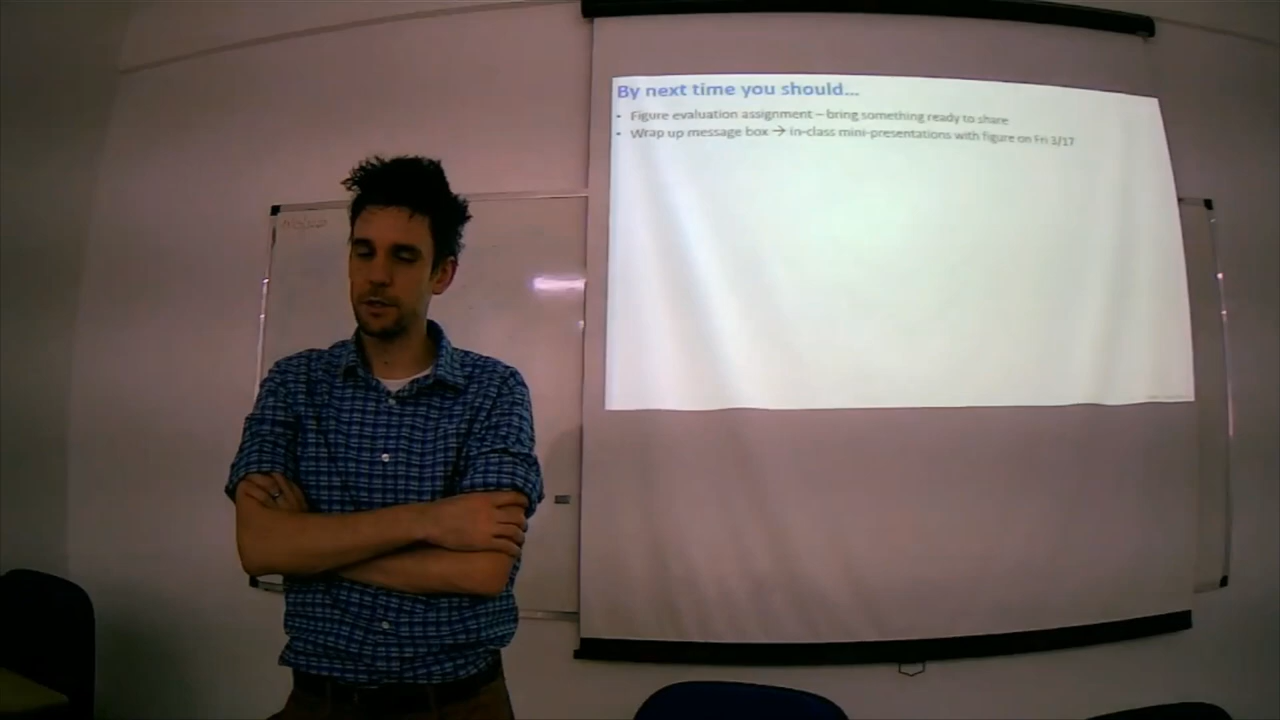 By next time you should...
• Figure evaluation assignment – bring something ready to share
• Wrap up message box → in-class mini-presentations with figure on Fri 3/17